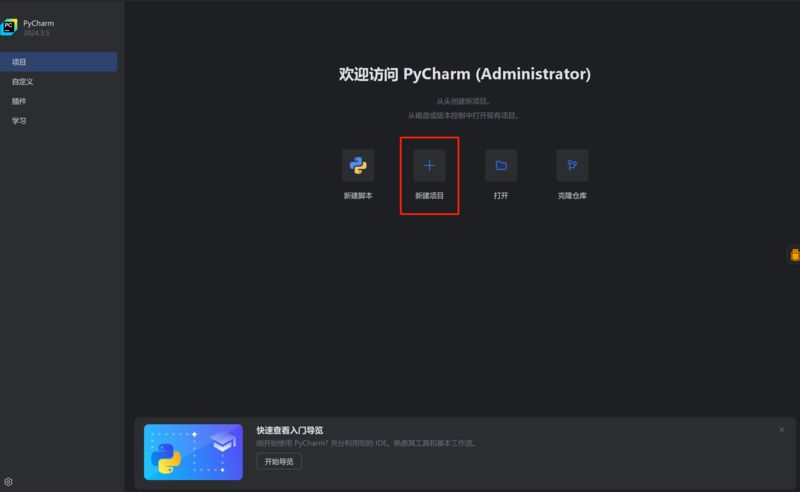 PC
PyCharm
2024.3.5
项目
自定义
插件
学习
欢迎访问 PyCharm (Administrator)
从头创建新项目。
从磁盘或版本控制中打开现有项目。
新建脚本
新建项目
打开
克隆仓库
快速查看入门导览
刚开始使用 PyCharm? 充分利用您的 IDE。熟悉其工具和基本工作流。
开始导览